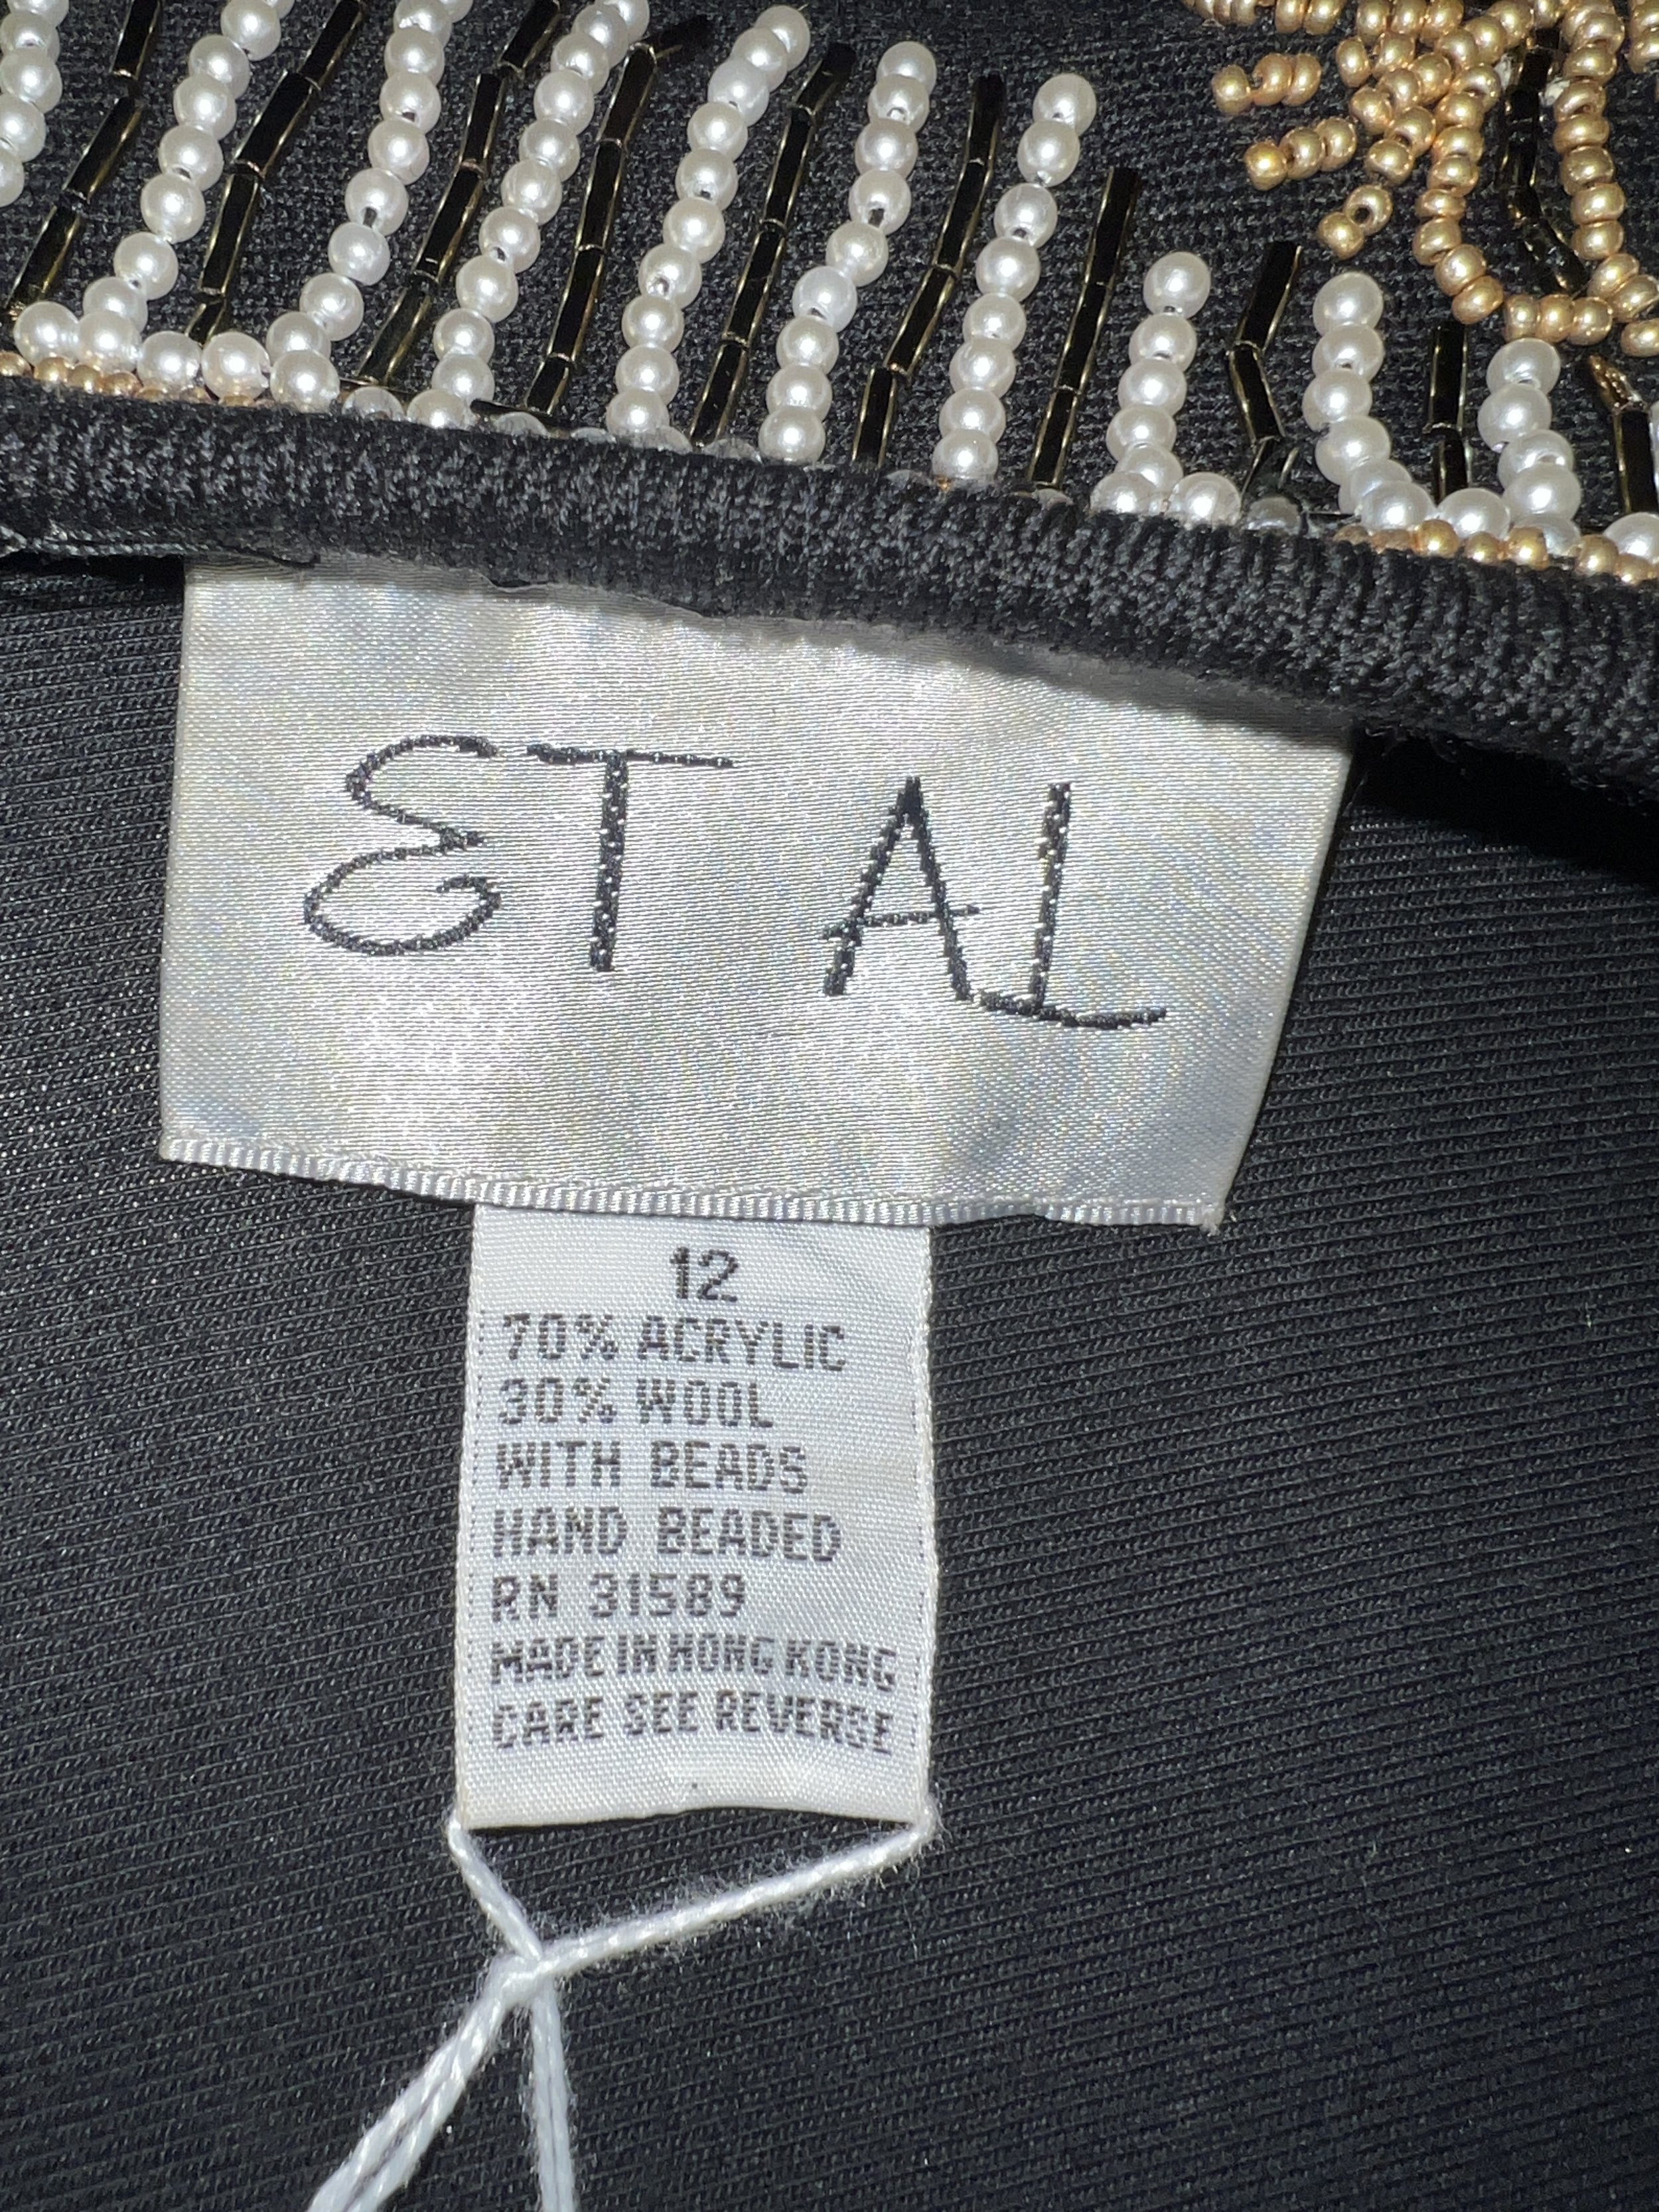 ET AL
12
70% ACRYLIC
30% WOOL
WITH BEADS
HAND BEADED
RN 31589
MADE IN HONG KONG
CARE SEE REVERSE